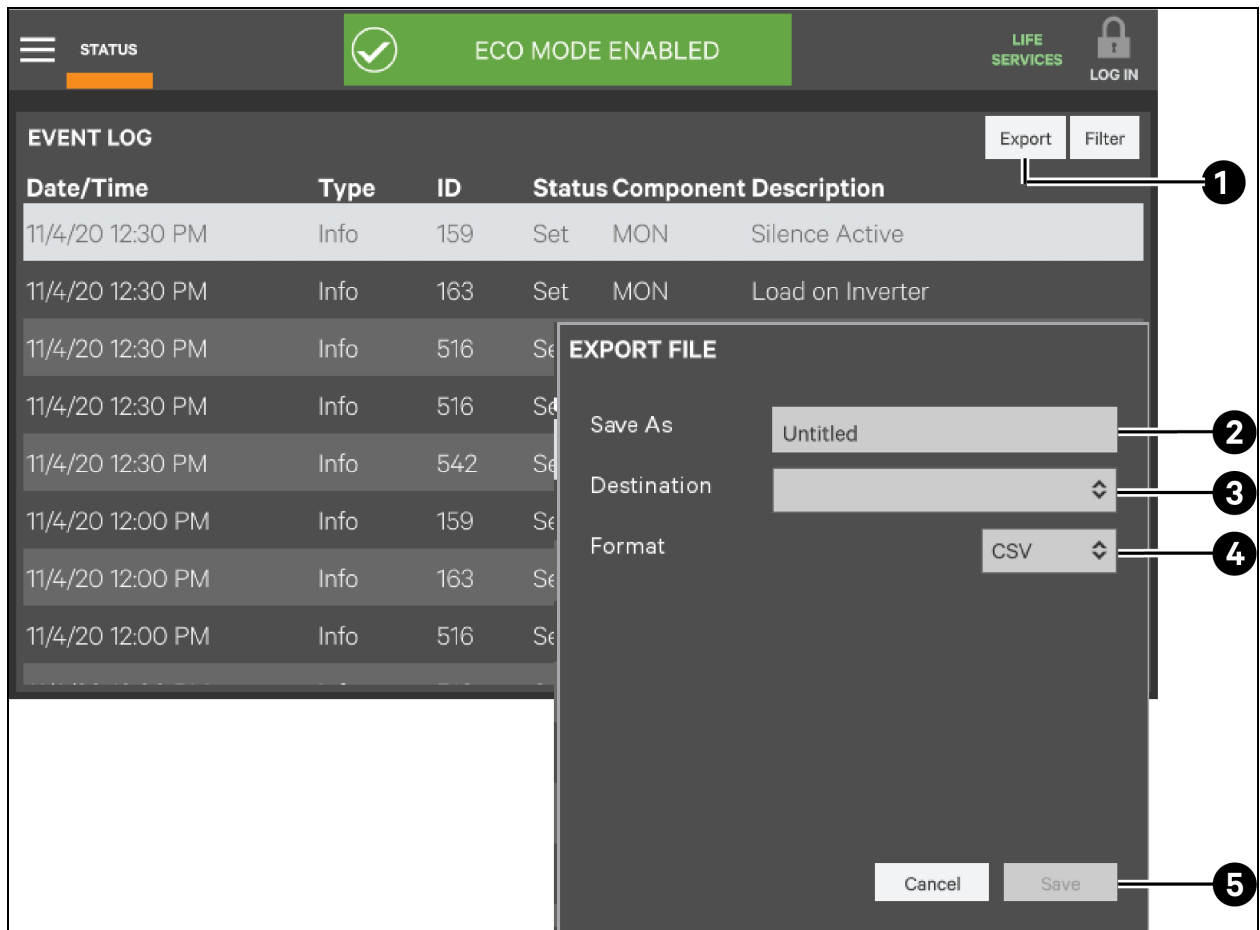 STATUS
ECO MODE ENABLED
LIFE
SERVICES
LOG IN
EVENT LOG
Export
Filter
1
Date/Time Type ID Status Component Description
11/4/20 12:30 PM Info 159 Set MON Silence Active
11/4/20 12:30 PM Info 163 Set MON Load on Inverter
11/4/20 12:30 PM Info 516
11/4/20 12:30 PM Info 516
11/4/20 12:30 PM Info 542
11/4/20 12:00 PM Info 159
11/4/20 12:00 PM Info 163
11/4/20 12:00 PM Info 516
EXPORT FILE
Save As Untitled 2
Destination 3
Format CSV 4
Cancel Save 5